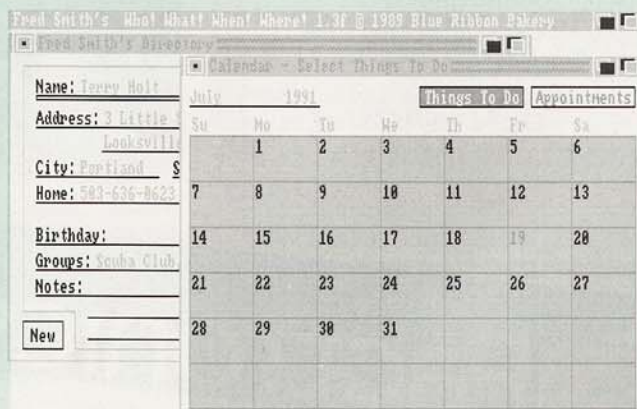 Fred Smith's Who! What! When! Where! 1.3f @ 1989 Blue Ribbon Bakery
Fred Smith's Directory
Calendar - Select Things To Do
Name: Terry Holt
Address: 3 Little
Looksvill
City: Portland S
Home: 503-636-0623
Birthday:
Groups: Scuba Club,
Notes:
New
July 1991 Things To Do Appointments
Su Mo Tu We Th Fr Sa
1 2 3 4 5 6
7 8 9 10 11 12 13
14 15 16 17 18 19 20
21 22 23 24 25 26 27
28 29 30 31